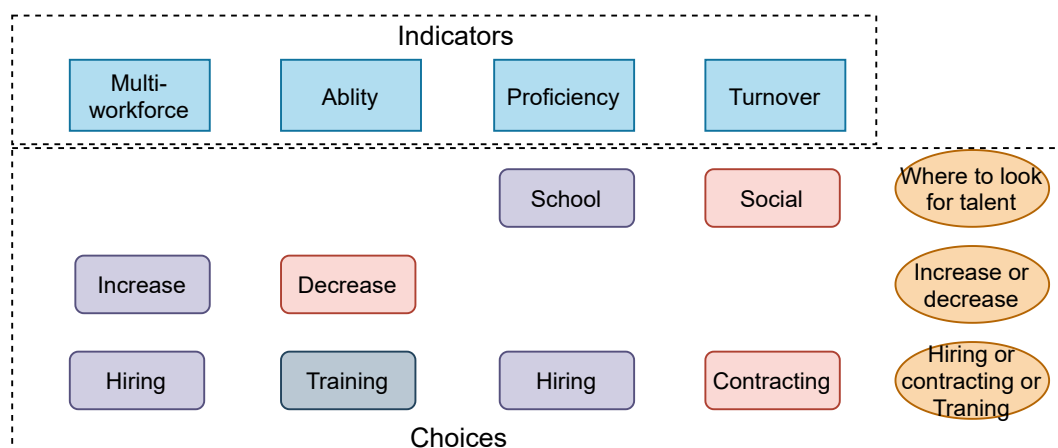 Indicators
Multi-
workforce
Ablity
Proficiency
Turnover
School
Social
Where to look
for talent
Increase
Decrease
Increase or
decrease
Hiring
Training
Hiring
Contracting
Hiring or
contracting or
Traning
Choices